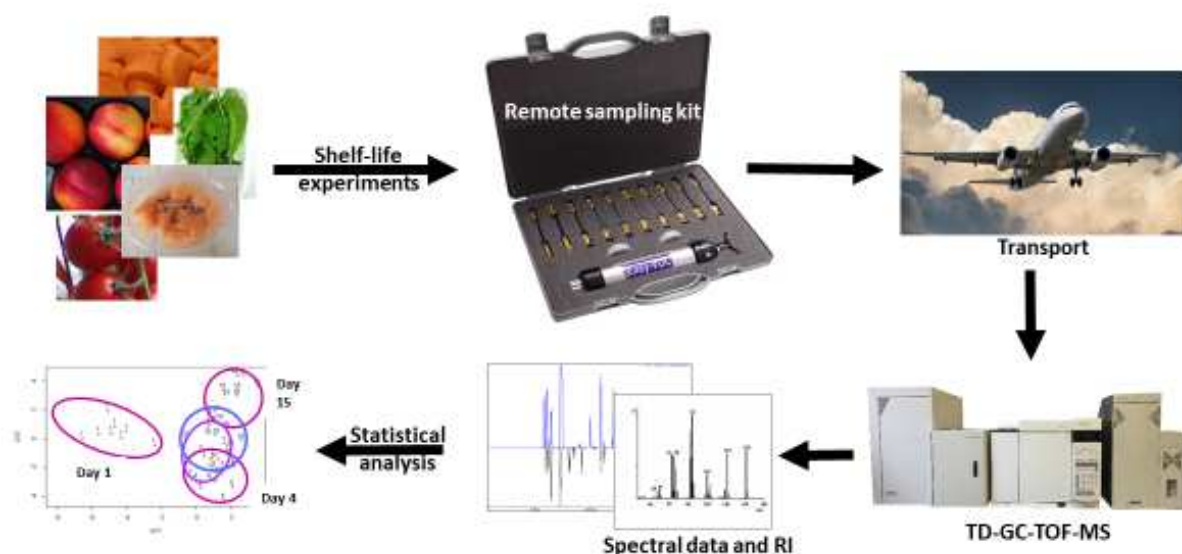 Remote sampling kit
Shelf-life
experiments
Transport
Day
15
Day 1
Day 4
Statistical
analysis
Spectral data and RI
TD-GC-TOF-MS